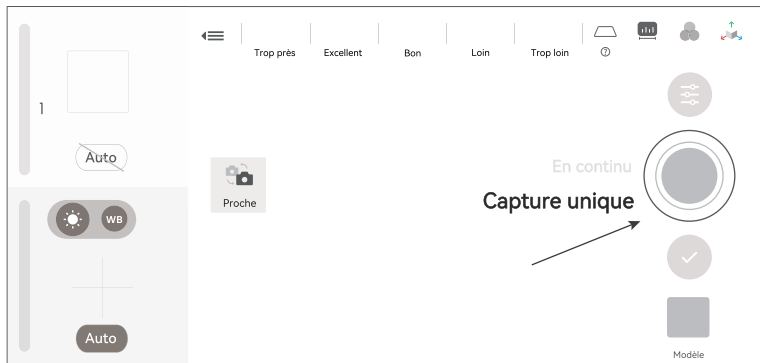 Trop près
Excellent
Bon
Loin
Trop loin
?
1
Auto
En continu
Proche
Capture unique
WB
Auto
Modèle